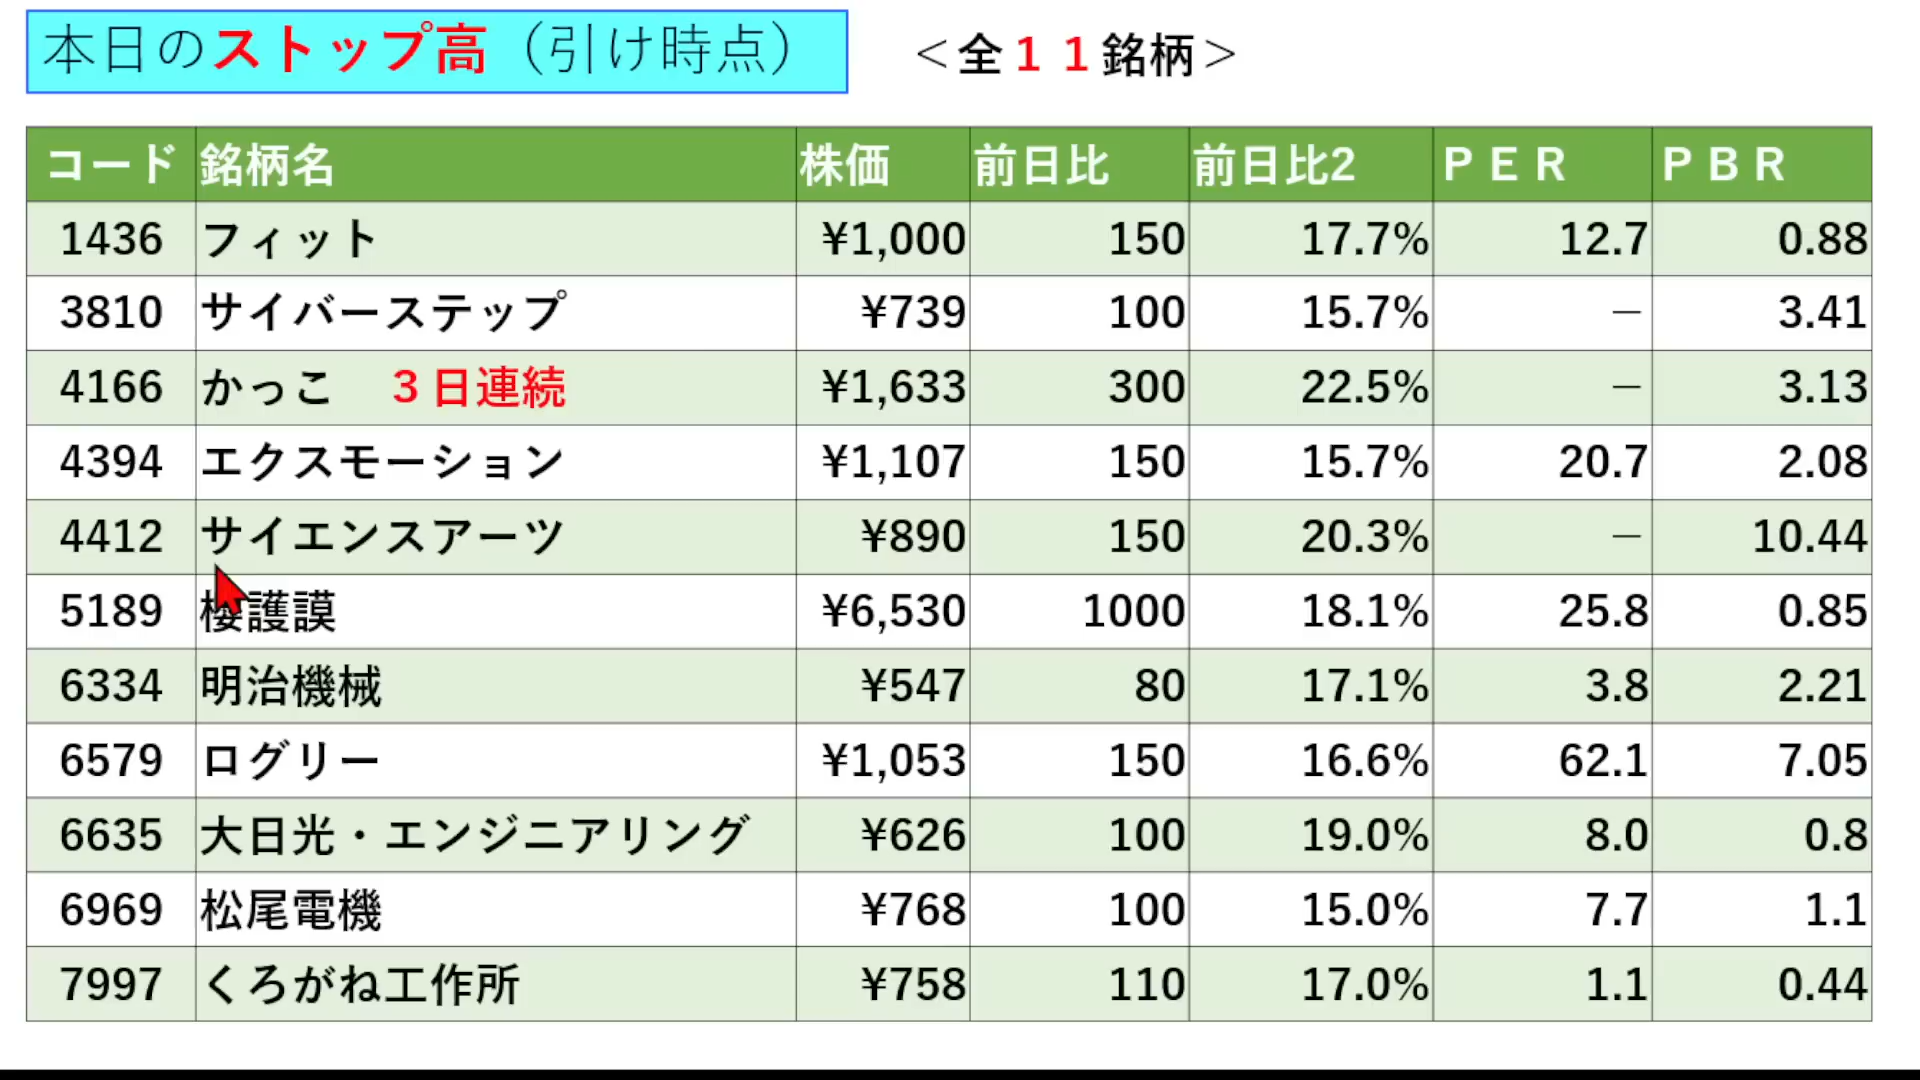 本日のストップ高（引け時点）
＜全１１銘柄＞
コード 銘柄名 株価 前日比 前日比2 ＰＥＲ ＰＢＲ
1436 フィット ¥1,000 150 17.7% 12.7 0.88
3810 サイバーステップ ¥739 100 15.7% － 3.41
4166 かっこ ３日連続 ¥1,633 300 22.5% － 3.13
4394 エクスモーション ¥1,107 150 15.7% 20.7 2.08
4412 サイエンスアーツ ¥890 150 20.3% － 10.44
5189 櫻護謨 ¥6,530 1000 18.1% 25.8 0.85
6334 明治機械 ¥547 80 17.1% 3.8 2.21
6579 ログリー ¥1,053 150 16.6% 62.1 7.05
6635 大日光・エンジニアリング ¥626 100 19.0% 8.0 0.8
6969 松尾電機 ¥768 100 15.0% 7.7 1.1
7997 くろがね工作所 ¥758 110 17.0% 1.1 0.44